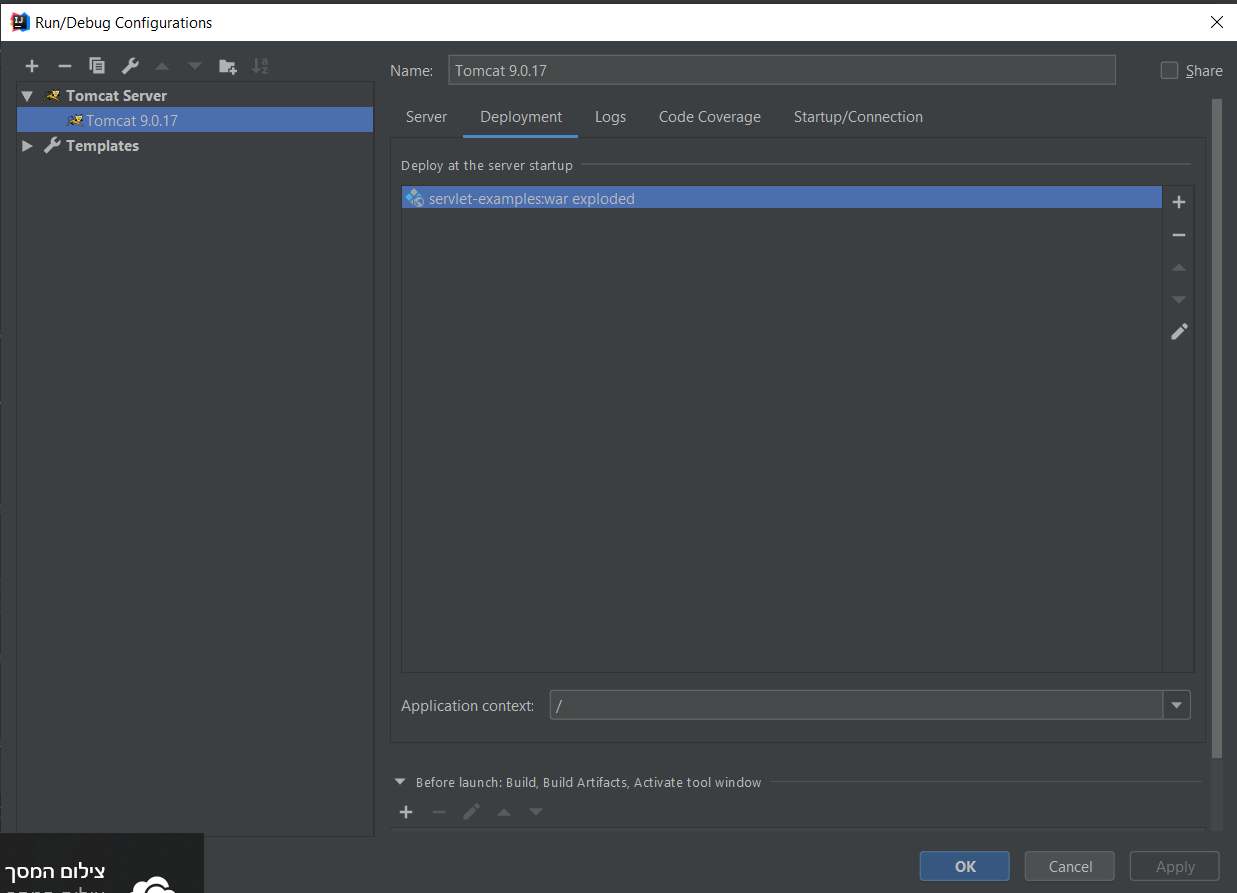 Run/Debug Configurations
Name: Tomcat 9.0.17 Share
Tomcat Server
Tomcat 9.0.17
Templates
Server Deployment Logs Code Coverage Startup/Connection
Deploy at the server startup
servlet-examples:war exploded
Application context: /
Before launch: Build, Build Artifacts, Activate tool window
OK Cancel Apply
צילום המסך